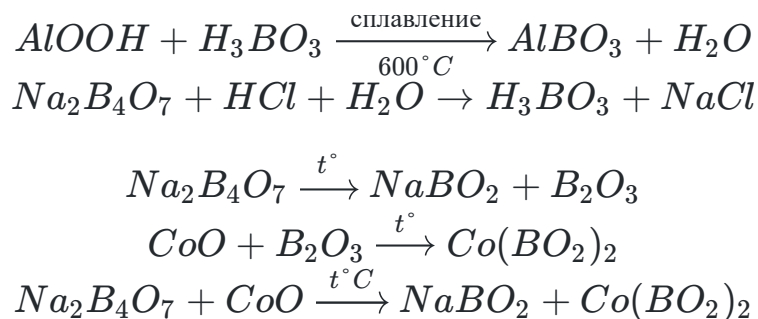 AlOOH + H₃BO₃ сплавление 600°C → AlBO₃ + H₂O
Na₂B₄O₇ + HCl + H₂O → H₃BO₃ + NaCl
Na₂B₄O₇ t° → NaBO₂ + B₂O₃
CoO + B₂O₃ t° → Co(BO₂)₂
Na₂B₄O₇ + CoO t°C → NaBO₂ + Co(BO₂)₂